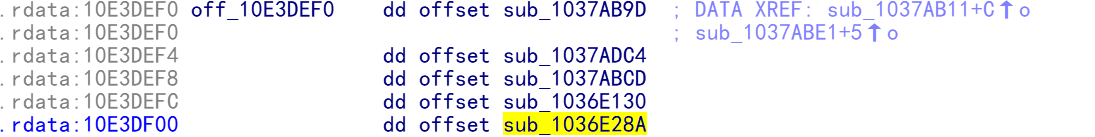 .rdata:10E3DEF0 off_10E3DEF0 dd offset sub_1037AB9D ; DATA XREF: sub_1037AB11+C↑o
.rdata:10E3DEF0 ; sub_1037ABE1+5↑o
.rdata:10E3DEF4 dd offset sub_1037ADC4
.rdata:10E3DEF8 dd offset sub_1037ABCD
.rdata:10E3DEFC dd offset sub_1036E130
.rdata:10E3DF00 dd offset sub_1036E28A